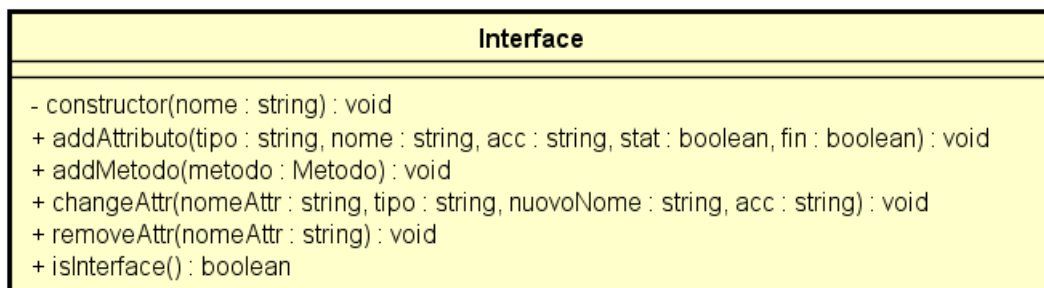 Interface
- constructor(nome : string) : void
+ addAttributo(tipo : string, nome : string, acc : string, stat : boolean, fin : boolean) : void
+ addMetodo(metodo : Metodo) : void
+ changeAttr(nomeAttr : string, tipo : string, nuovoNome : string, acc : string) : void
+ removeAttr(nomeAttr : string) : void
+ isInterface() : boolean